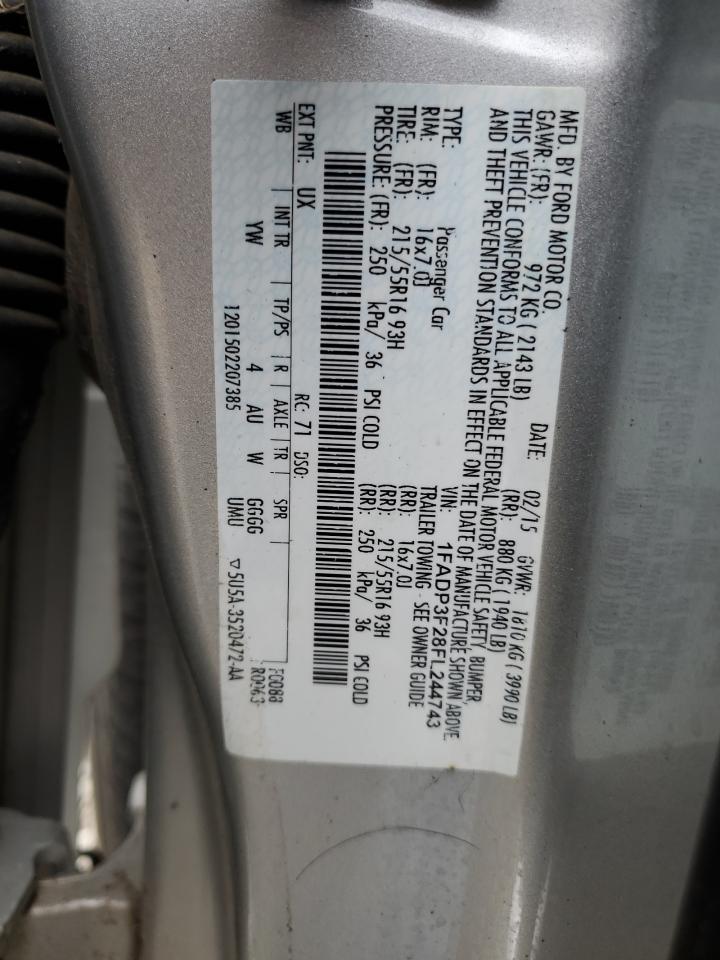 MFD. BY FORD MOTOR CO.
DATE: 02/15 GVWR: 1810 KG ( 3990 LB)
GAWR: (FR): 972 KG ( 2143 LB) (RR): 880 KG ( 1940 LB)
THIS VEHICLE CONFORMS TO ALL APPLICABLE FEDERAL MOTOR VEHICLE SAFETY, BUMPER,
AND THEFT PREVENTION STANDARDS IN EFFECT ON THE DATE OF MANUFACTURE SHOWN ABOVE.
VIN: 1FADP3F28FL244743
TYPE: Passenger Car TRAILER TOWING - SEE OWNER GUIDE
RIM: (FR): 16x7.0J (RR): 16x7.0J
TIRE: (FR): 215/55R16 93H (RR): 215/55R16 93H
PRESSURE: (FR): 250 kPa/ 36 PSI COLD (RR): 250 kPa/ 36 PSI COLD
EXT PNT: UX RC: 71 DSO:
WB INT TR TP/PS R AXLE TR SPR
YW 4 AU W GGGG
1201502207385 UMU ▽5U5A-3520472-AA